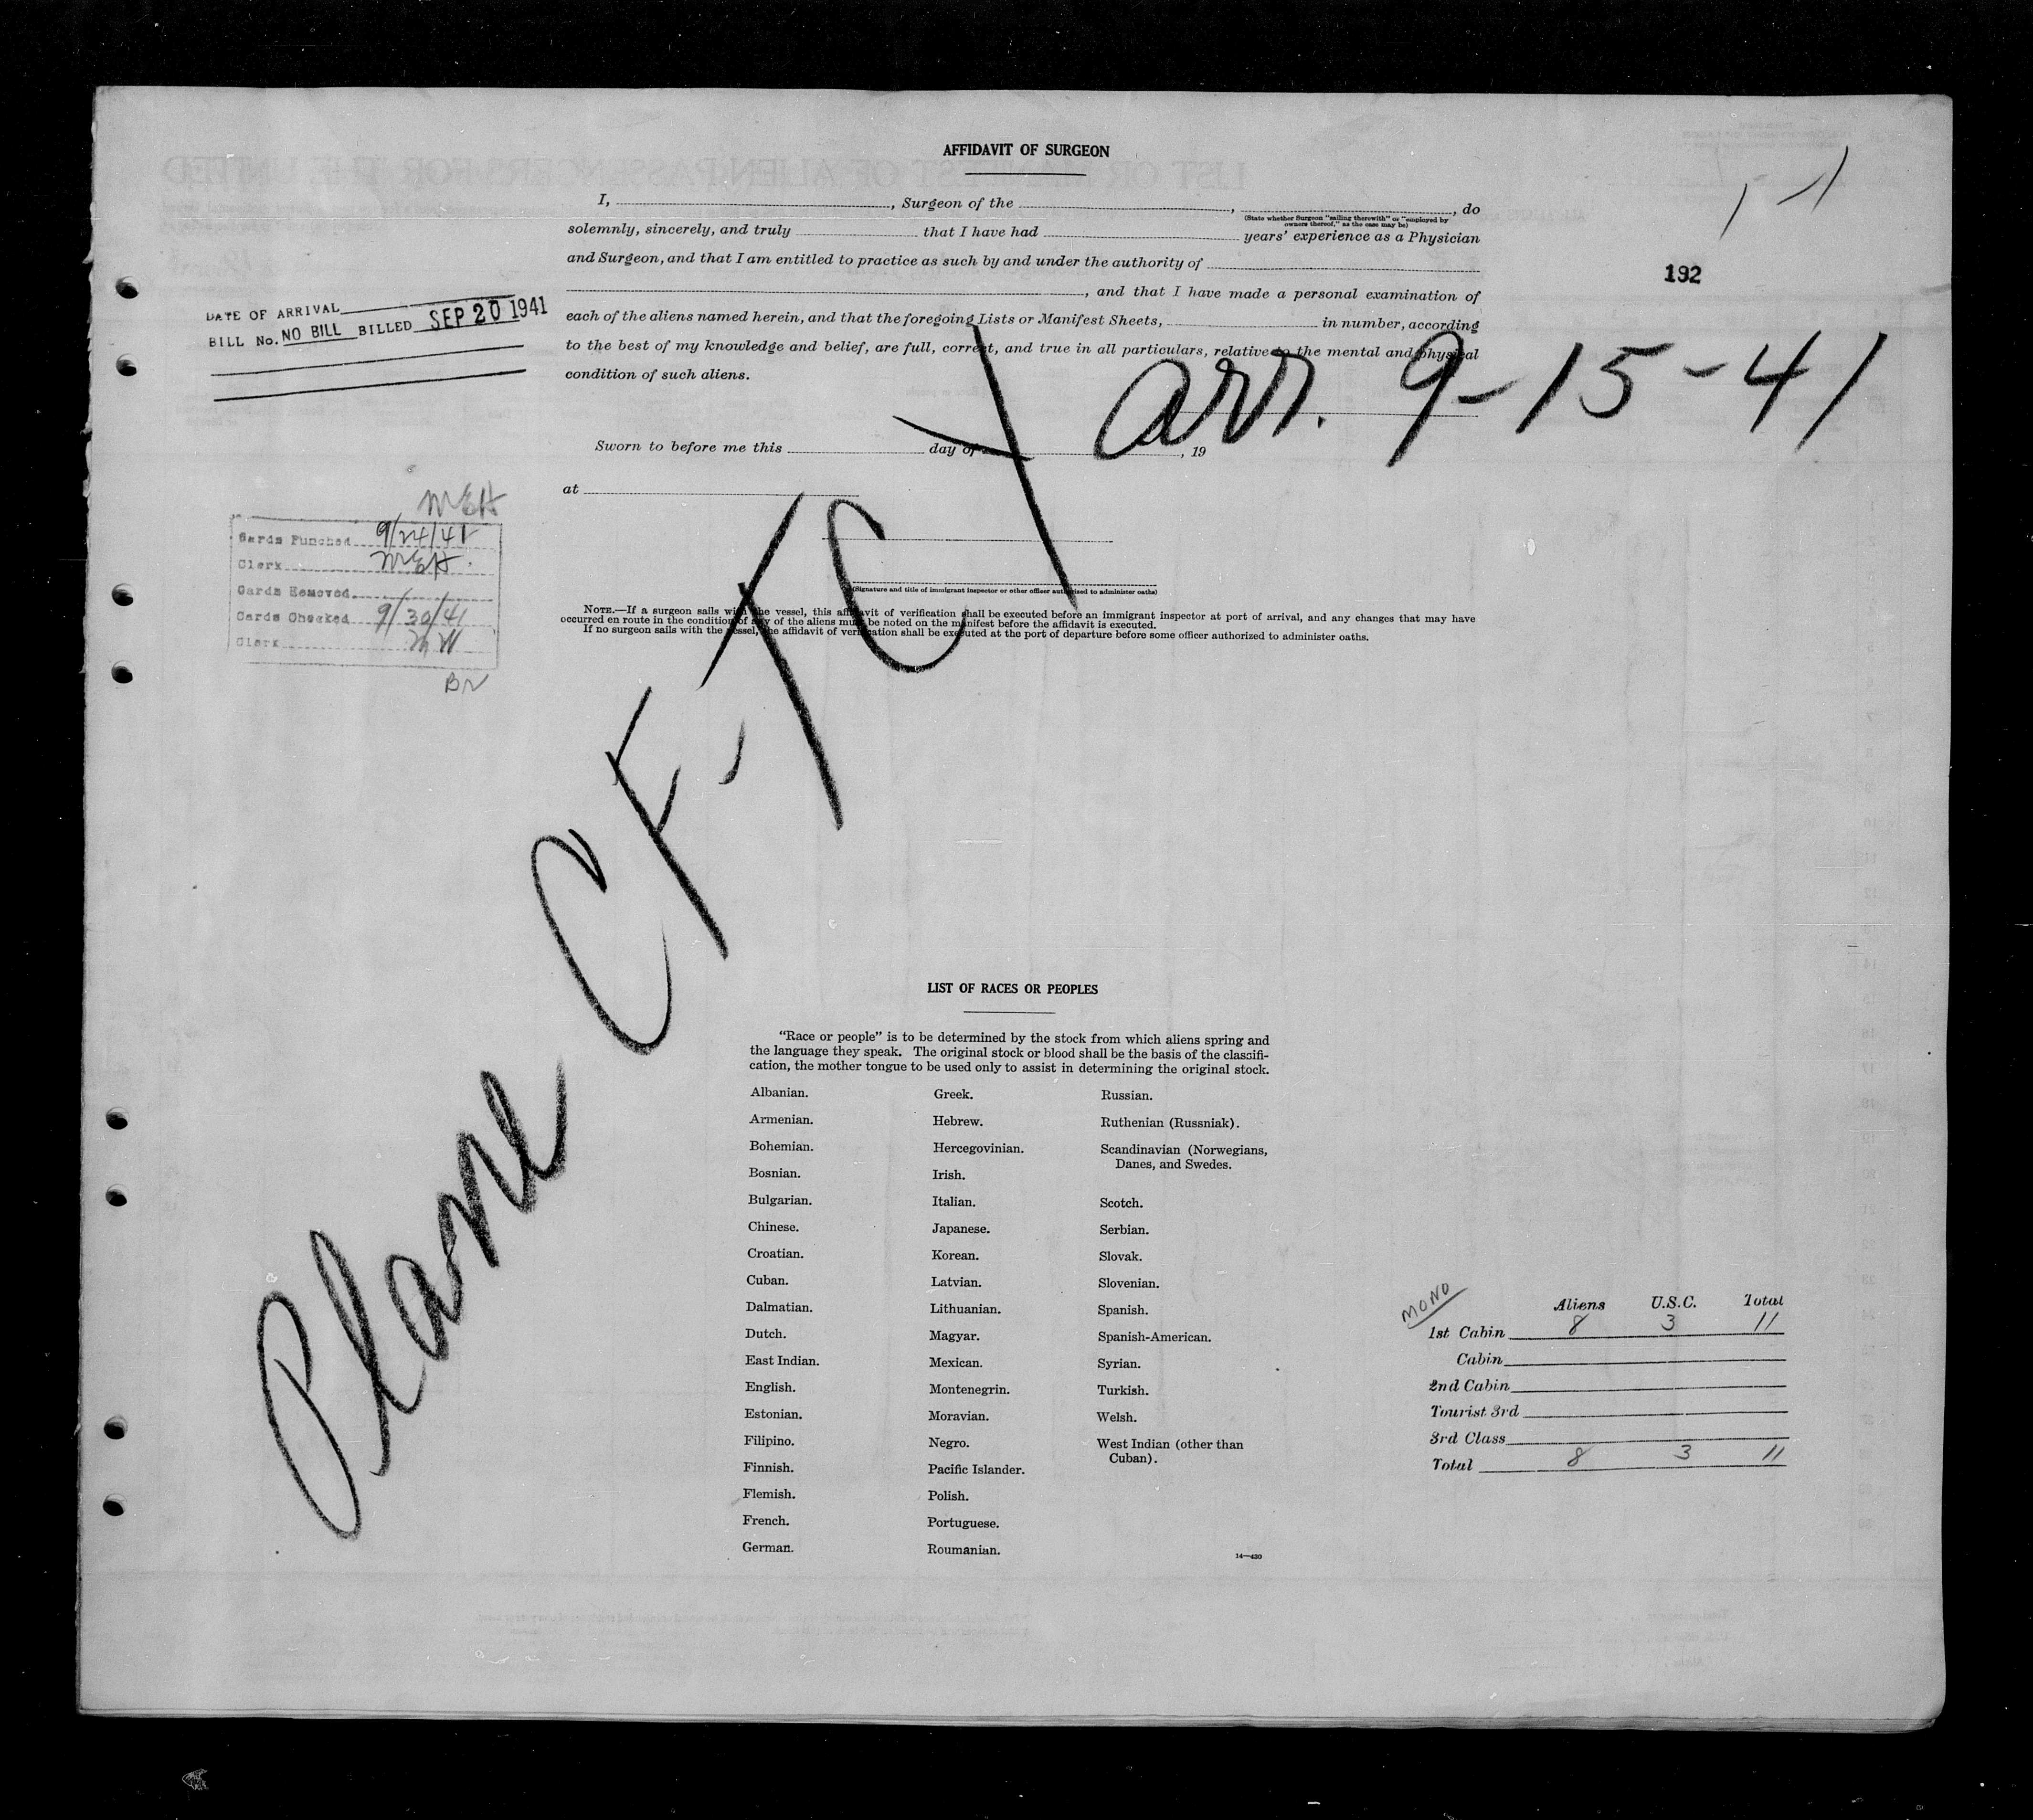 AFFIDAVIT OF SURGEON
I, , Surgeon of the , , do
(State whether Surgeon "sailing therewith" or "employed by
owners thereof," as the case may be)
solemnly, sincerely, and truly that I have had years' experience as a Physician
and Surgeon, and that I am entitled to practice as such by and under the authority of
, and that I have made a personal examination of
each of the aliens named herein, and that the foregoing Lists or Manifest Sheets, in number, according
to the best of my knowledge and belief, are full, correct, and true in all particulars, relative to the mental and physical
condition of such aliens.
1-1
192
DATE OF ARRIVAL
BILL No. NO BILL BILLED SEP 20 1941
arr. 9-15-41
Sworn to before me this day of , 19
at
(Signature and title of immigrant inspector or other officer authorized to administer oaths)
MEH
Cards Punched 9/24/41
Clerk MEH.
Cards Removed
Cards Checked 9/30/41
Clerk
BN
NOTE.—If a surgeon sails with the vessel, this affidavit of verification shall be executed before an immigrant inspector at port of arrival, and any changes that may have
occurred en route in the condition of any of the aliens must be noted on the manifest before the affidavit is executed.
If no surgeon sails with the vessel, the affidavit of verification shall be executed at the port of departure before some officer authorized to administer oaths.
Plane CF-TCY
LIST OF RACES OR PEOPLES
"Race or people" is to be determined by the stock from which aliens spring and
the language they speak. The original stock or blood shall be the basis of the classifi-
cation, the mother tongue to be used only to assist in determining the original stock.
Albanian.
Armenian.
Bohemian.
Bosnian.
Bulgarian.
Chinese.
Croatian.
Cuban.
Dalmatian.
Dutch.
East Indian.
English.
Estonian.
Filipino.
Finnish.
Flemish.
French.
German.
Greek.
Hebrew.
Hercegovinian.
Irish.
Italian.
Japanese.
Korean.
Latvian.
Lithuanian.
Magyar.
Mexican.
Montenegrin.
Moravian.
Negro.
Pacific Islander.
Polish.
Portuguese.
Roumanian.
Russian.
Ruthenian (Russniak).
Scandinavian (Norwegians,
Danes, and Swedes.
Scotch.
Serbian.
Slovak.
Slovenian.
Spanish.
Spanish-American.
Syrian.
Turkish.
Welsh.
West Indian (other than
Cuban).
14—430
MONO
Aliens U.S.C. Total
1st Cabin 8 3 11
Cabin
2nd Cabin
Tourist 3rd
3rd Class
Total 8 3 11